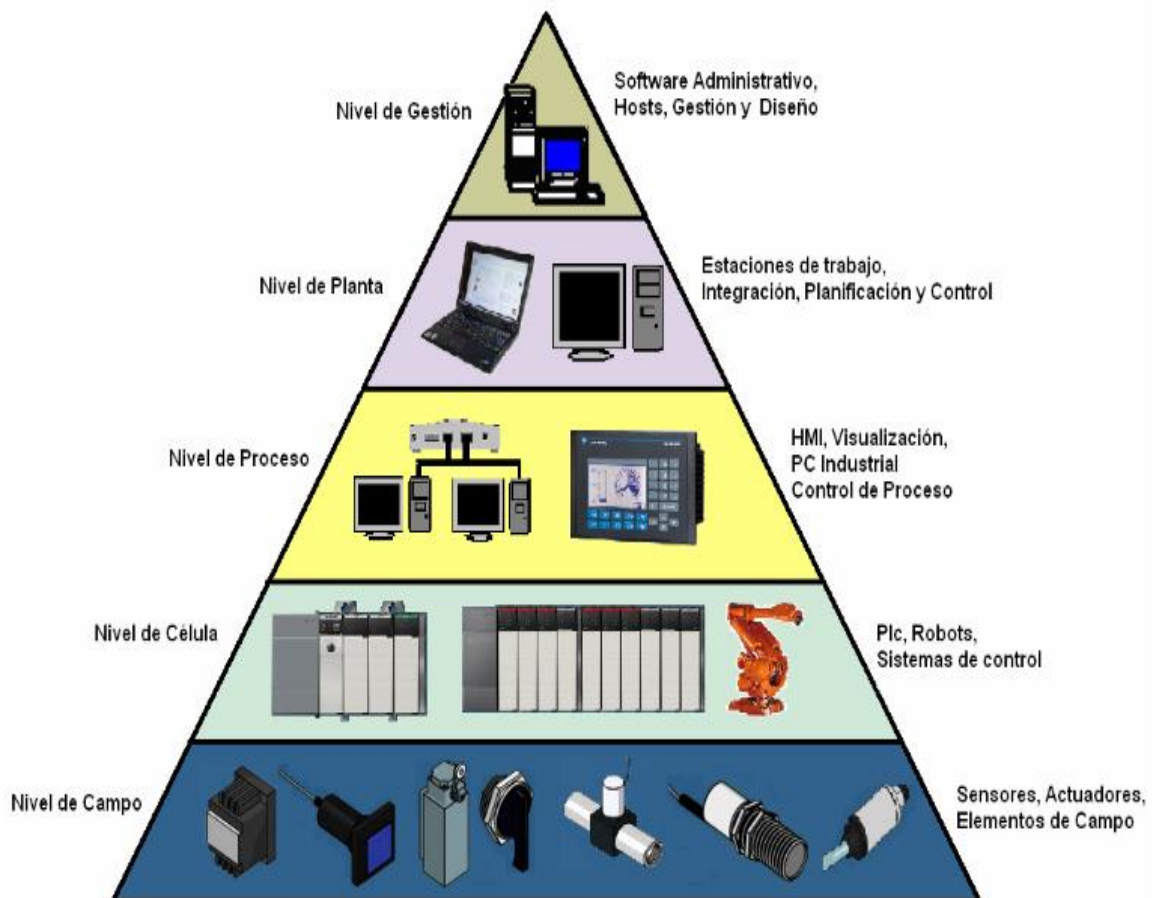 Nivel de Gestión
Software Administrativo,
Hosts, Gestión y Diseño
Nivel de Planta
Estaciones de trabajo,
Integración, Planificación y Control
Nivel de Proceso
HMI, Visualización,
PC Industrial
Control de Proceso
Nivel de Célula
Plc, Robots,
Sistemas de control
Nivel de Campo
Sensores, Actuadores,
Elementos de Campo